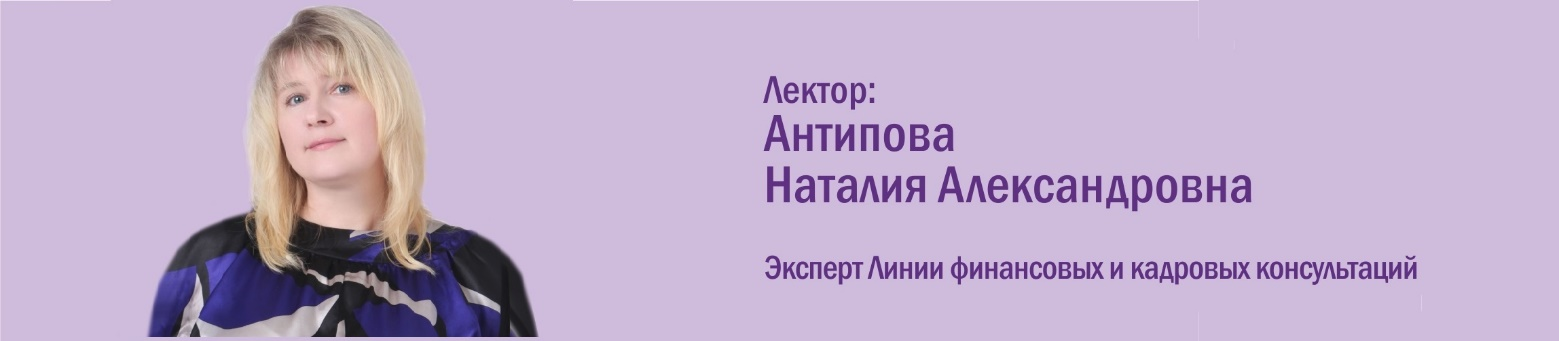 Лектор:
Антипова
Наталия Александровна
Эксперт Линии финансовых и кадровых консультаций